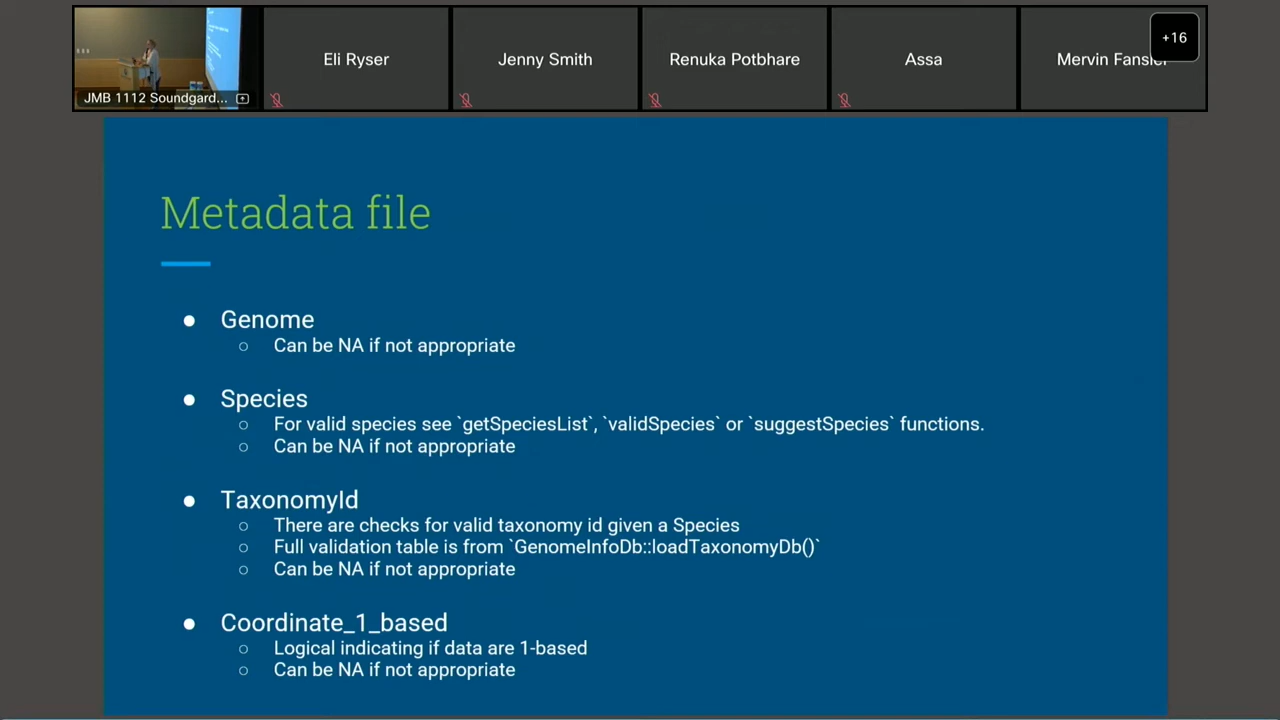 +16
Eli Ryser
Jenny Smith
Renuka Potbhare
Assa
Mervin Fansler
JMB 1112 Soundgard...
Metadata file
● Genome
○ Can be NA if not appropriate
● Species
○ For valid species see `getSpeciesList`, `validSpecies` or `suggestSpecies` functions.
○ Can be NA if not appropriate
● TaxonomyId
○ There are checks for valid taxonomy id given a Species
○ Full validation table is from `GenomeInfoDb::loadTaxonomyDb()`
○ Can be NA if not appropriate
● Coordinate_1_based
○ Logical indicating if data are 1-based
○ Can be NA if not appropriate